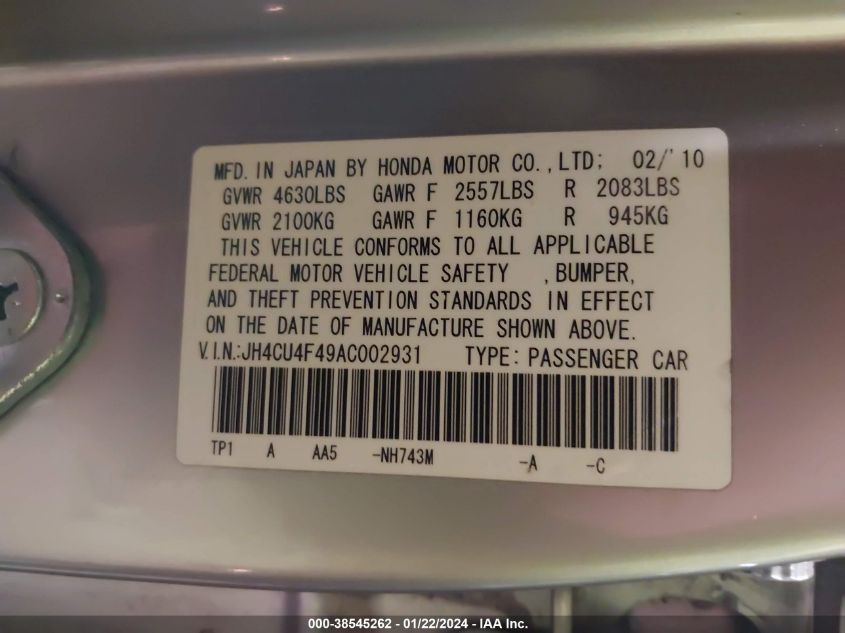 MFD. IN JAPAN BY HONDA MOTOR CO., LTD: 02/'10
GVWR 4630LBS GAWR F 2557LBS R 2083LBS
GVWR 2100KG GAWR F 1160KG R 945KG
THIS VEHICLE CONFORMS TO ALL APPLICABLE
FEDERAL MOTOR VEHICLE SAFETY , BUMPER,
AND THEFT PREVENTION STANDARDS IN EFFECT
ON THE DATE OF MANUFACTURE SHOWN ABOVE.
V.I.N.:JH4CU4F49AC002931 TYPE: PASSENGER CAR
TP1 A AA5 -NH743M -A -C
000-38545262 - 01/22/2024 - IAA Inc.